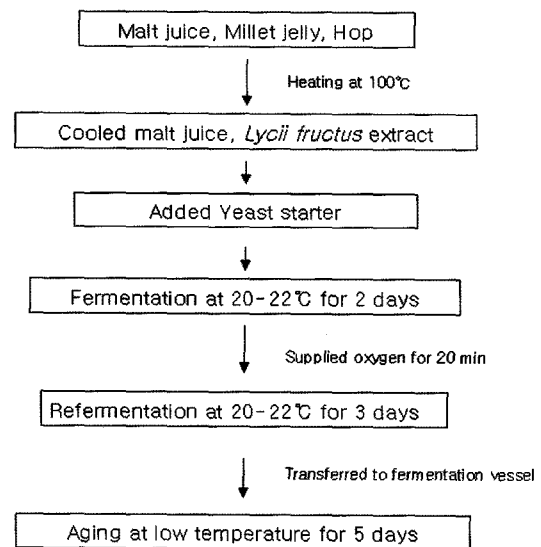 Malt juice, Millet jelly, Hop
Heating at 100℃
Cooled malt juice, Lycii fructus extract
Added Yeast starter
Fermentation at 20-22℃ for 2 days
Supplied oxygen for 20 min
Refermentation at 20-22℃ for 3 days
Transferred to fermentation vessel
Aging at low temperature for 5 days